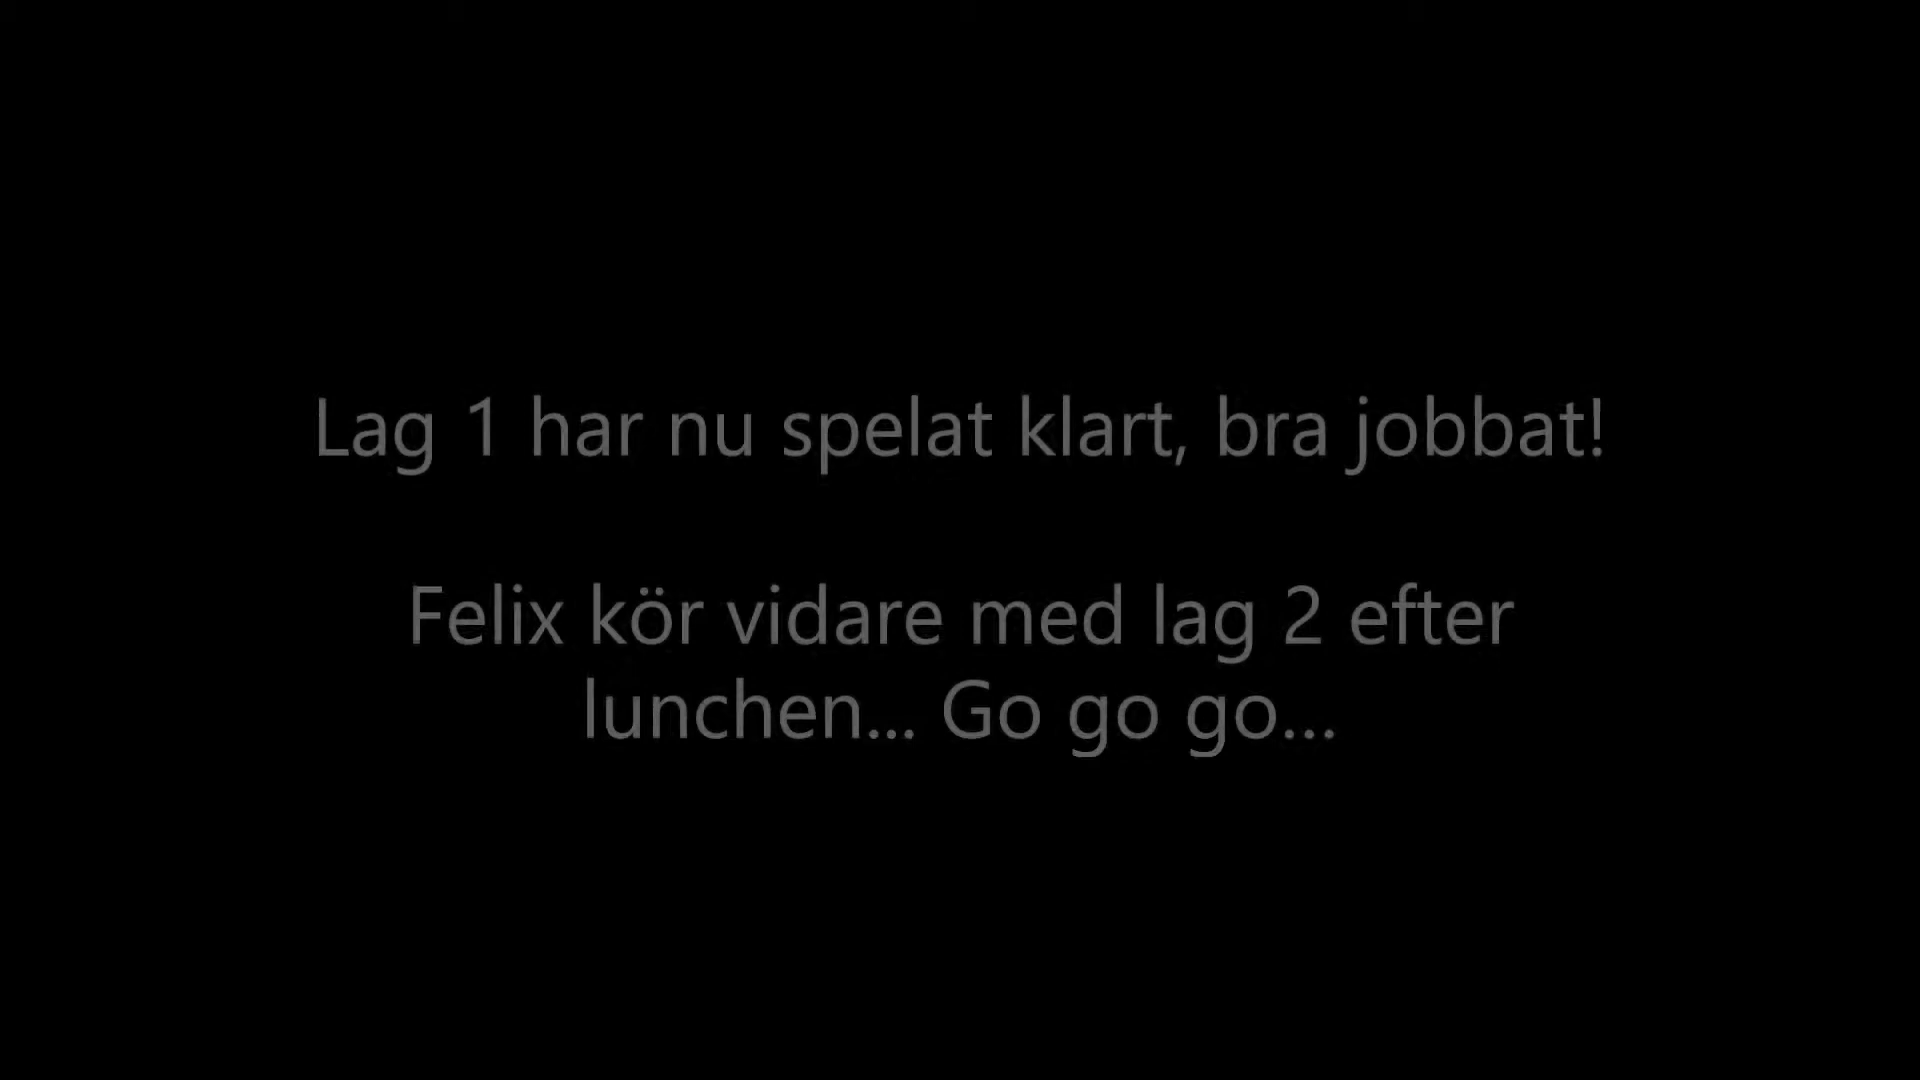 Lag 1 har nu spelat klart, bra jobbat!
Felix kör vidare med lag 2 efter
lunchen... Go go go...